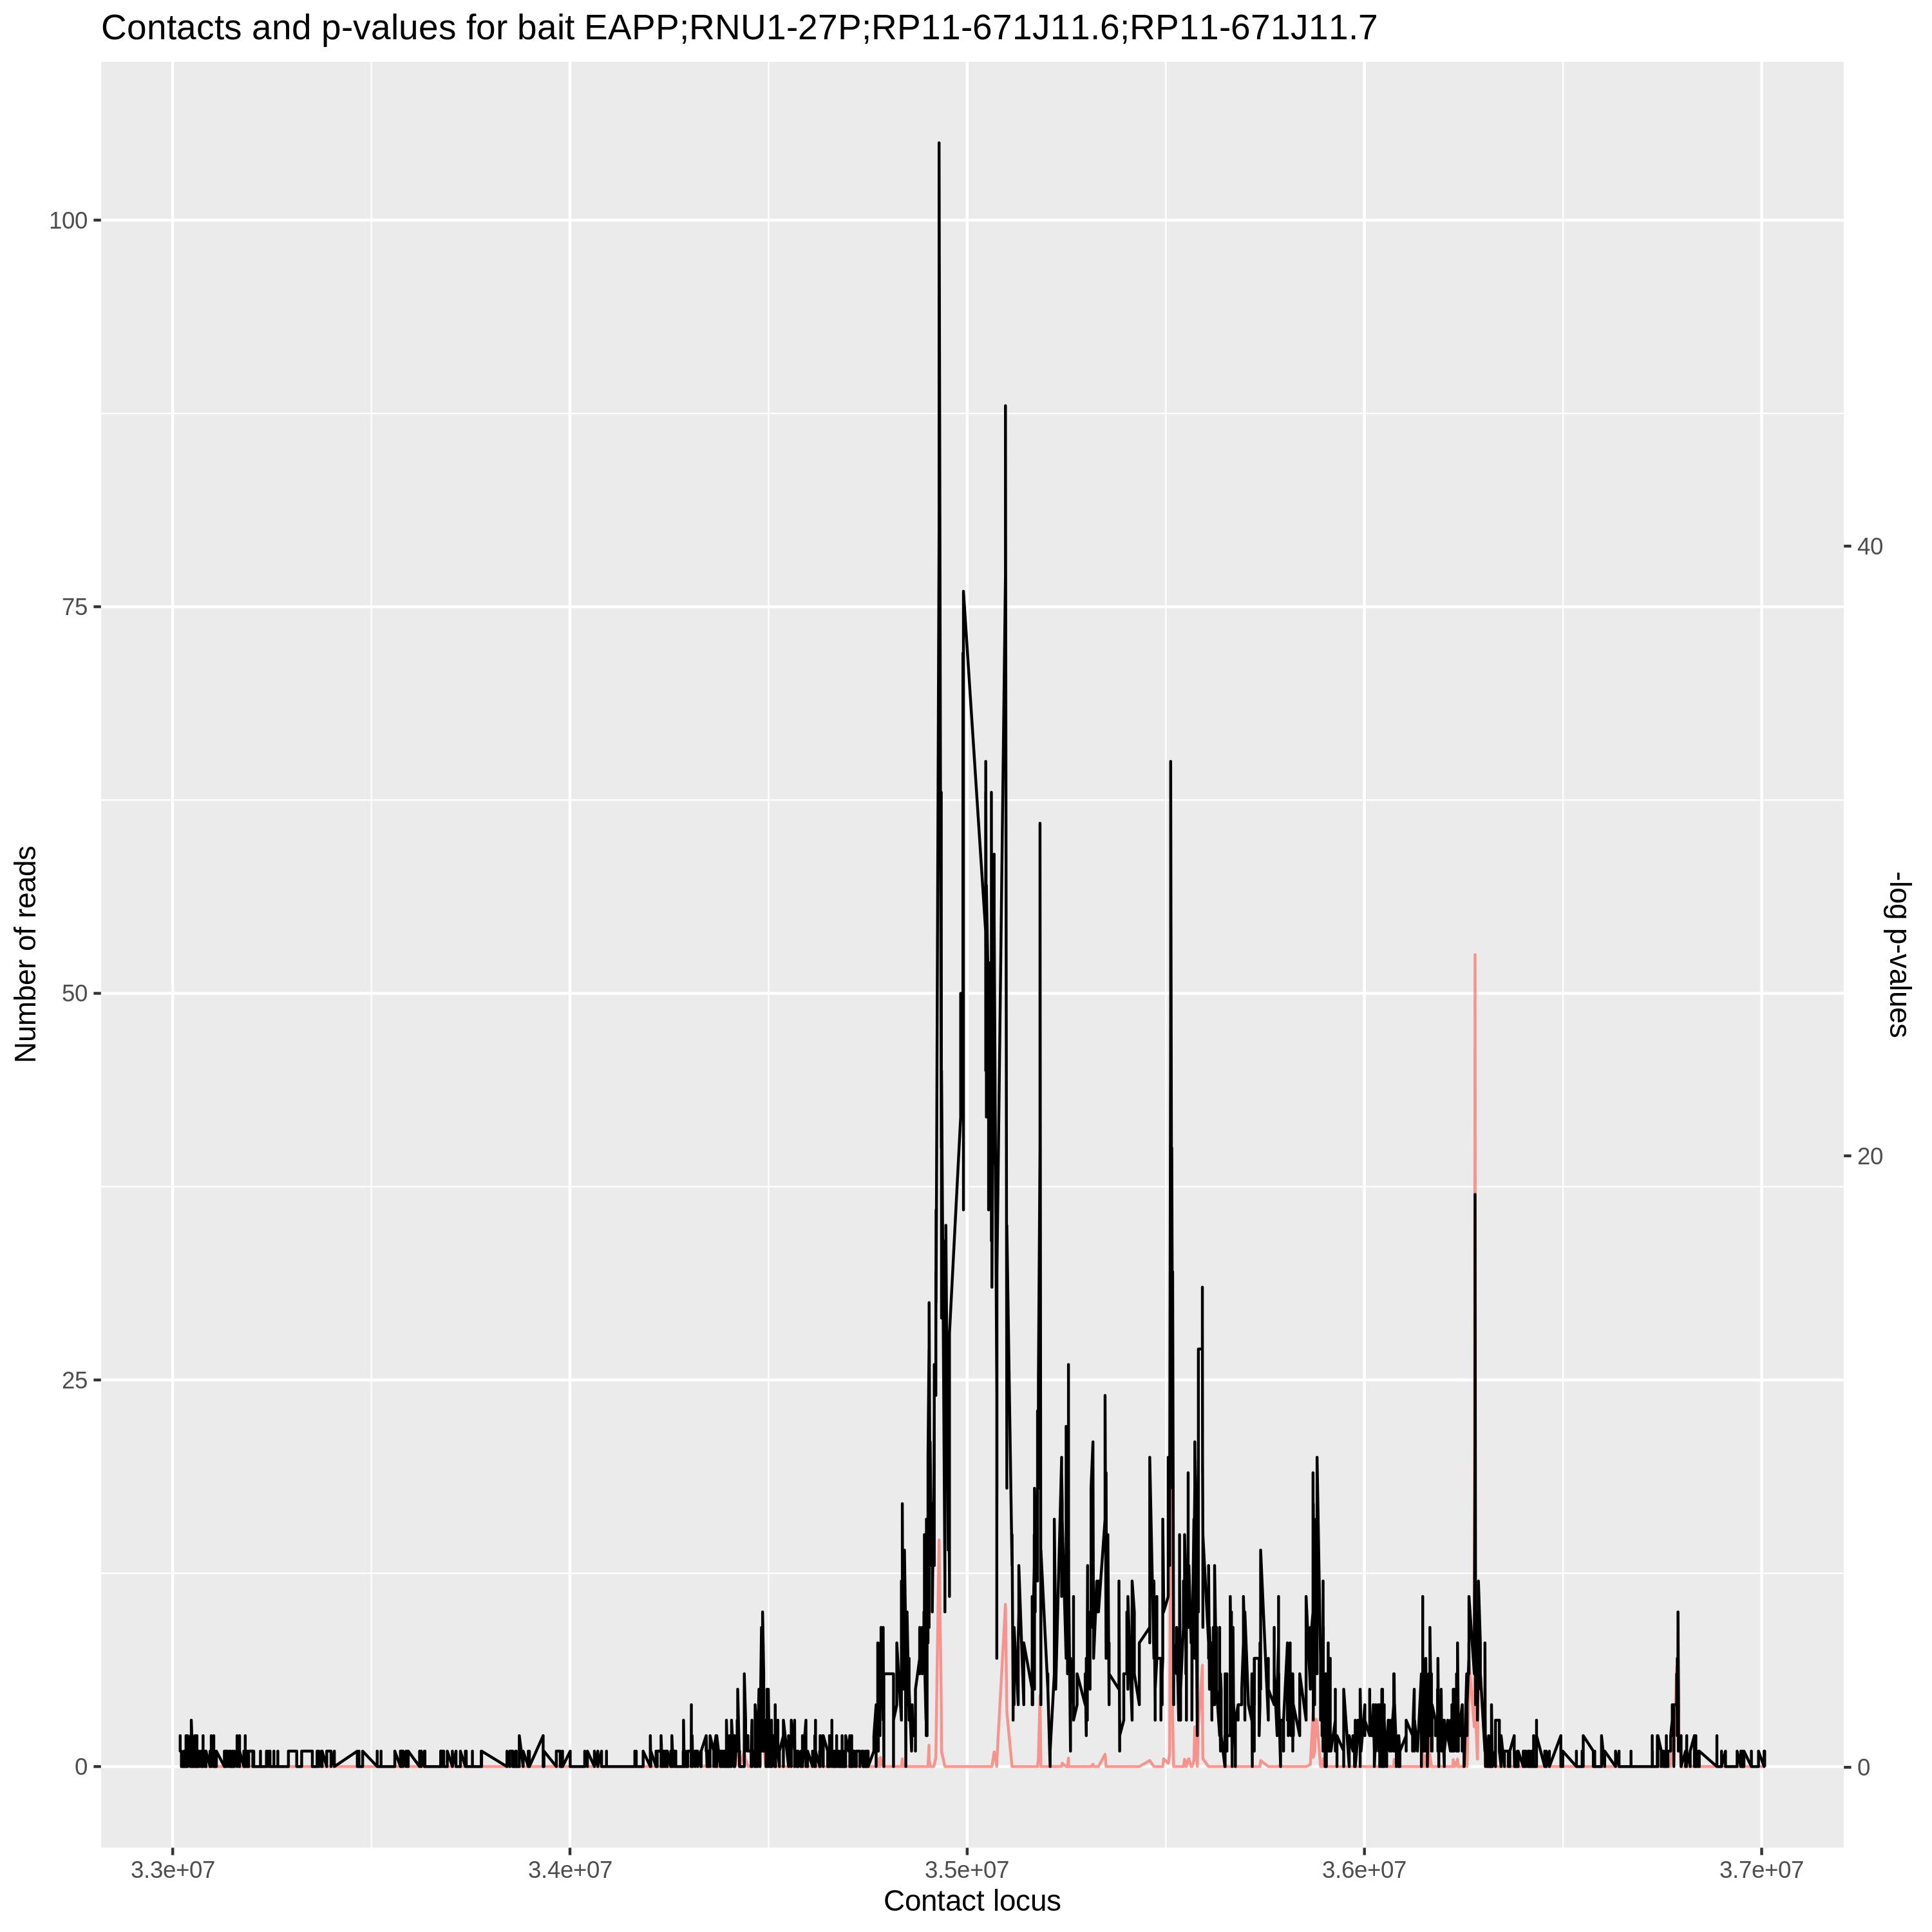 Contacts and p-values for bait EAPP;RNU1-27P;RP11-671J11.6;RP11-671J11.7
100
75
50
25
0
Number of reads
40
20
0
-log p-values
3.3e+07
3.4e+07
3.5e+07
3.6e+07
3.7e+07
Contact locus